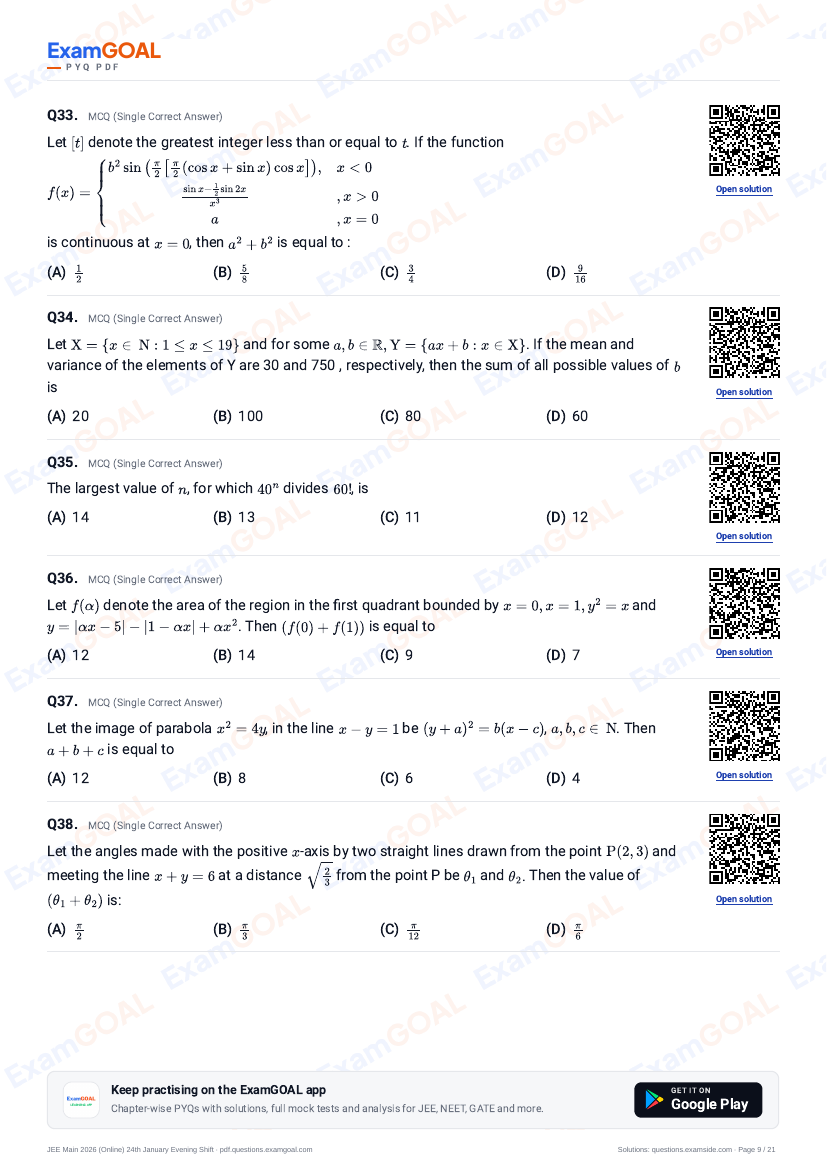 ExamGOAL
PYQ PDF
Q33. MCQ (Single Correct Answer)
Let [t] denote the greatest integer less than or equal to t. If the function
f(x) = { b² sin (π/2 [π/2 (cos x + sin x) cos x]), x < 0
(sin x − ½ sin 2x)/x³ , x > 0
a , x = 0
is continuous at x = 0, then a² + b² is equal to :
(A) 1/2 (B) 5/8 (C) 3/4 (D) 9/16
Open solution
Q34. MCQ (Single Correct Answer)
Let X = {x ∈ N : 1 ≤ x ≤ 19} and for some a, b ∈ ℝ, Y = {ax + b : x ∈ X}. If the mean and
variance of the elements of Y are 30 and 750 , respectively, then the sum of all possible values of b
is
(A) 20 (B) 100 (C) 80 (D) 60
Open solution
Q35. MCQ (Single Correct Answer)
The largest value of n, for which 40ⁿ divides 60!, is
(A) 14 (B) 13 (C) 11 (D) 12
Open solution
Q36. MCQ (Single Correct Answer)
Let f(α) denote the area of the region in the first quadrant bounded by x = 0, x = 1, y² = x and
y = |αx − 5| − |1 − αx| + αx². Then (f(0) + f(1)) is equal to
(A) 12 (B) 14 (C) 9 (D) 7
Open solution
Q37. MCQ (Single Correct Answer)
Let the image of parabola x² = 4y, in the line x − y = 1 be (y + a)² = b(x − c), a, b, c ∈ N. Then
a + b + c is equal to
(A) 12 (B) 8 (C) 6 (D) 4
Open solution
Q38. MCQ (Single Correct Answer)
Let the angles made with the positive x-axis by two straight lines drawn from the point P(2, 3) and
meeting the line x + y = 6 at a distance √(2/3) from the point P be θ₁ and θ₂. Then the value of
(θ₁ + θ₂) is:
(A) π/2 (B) π/3 (C) π/12 (D) π/6
Open solution
Keep practising on the ExamGOAL app
Chapter-wise PYQs with solutions, full mock tests and analysis for JEE, NEET, GATE and more.
GET IT ON
Google Play
JEE Main 2026 (Online) 24th January Evening Shift · pdf.questions.examgoal.com
Solutions: questions.examside.com · Page 9 / 21